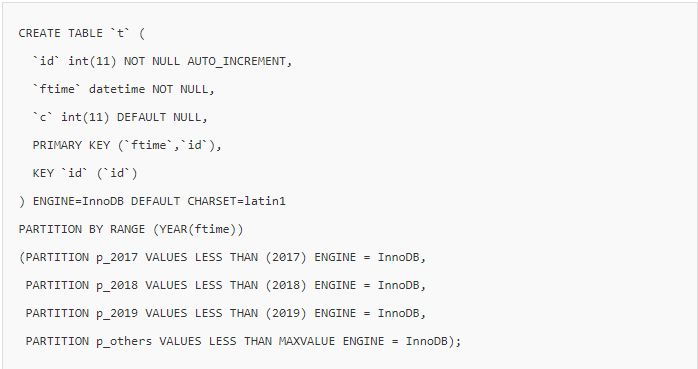 CREATE TABLE `t` (
`id` int(11) NOT NULL AUTO_INCREMENT,
`ftime` datetime NOT NULL,
`c` int(11) DEFAULT NULL,
PRIMARY KEY (`ftime`,`id`),
KEY `id` (`id`)
) ENGINE=InnoDB DEFAULT CHARSET=latin1
PARTITION BY RANGE (YEAR(ftime))
(PARTITION p_2017 VALUES LESS THAN (2017) ENGINE = InnoDB,
PARTITION p_2018 VALUES LESS THAN (2018) ENGINE = InnoDB,
PARTITION p_2019 VALUES LESS THAN (2019) ENGINE = InnoDB,
PARTITION p_others VALUES LESS THAN MAXVALUE ENGINE = InnoDB);